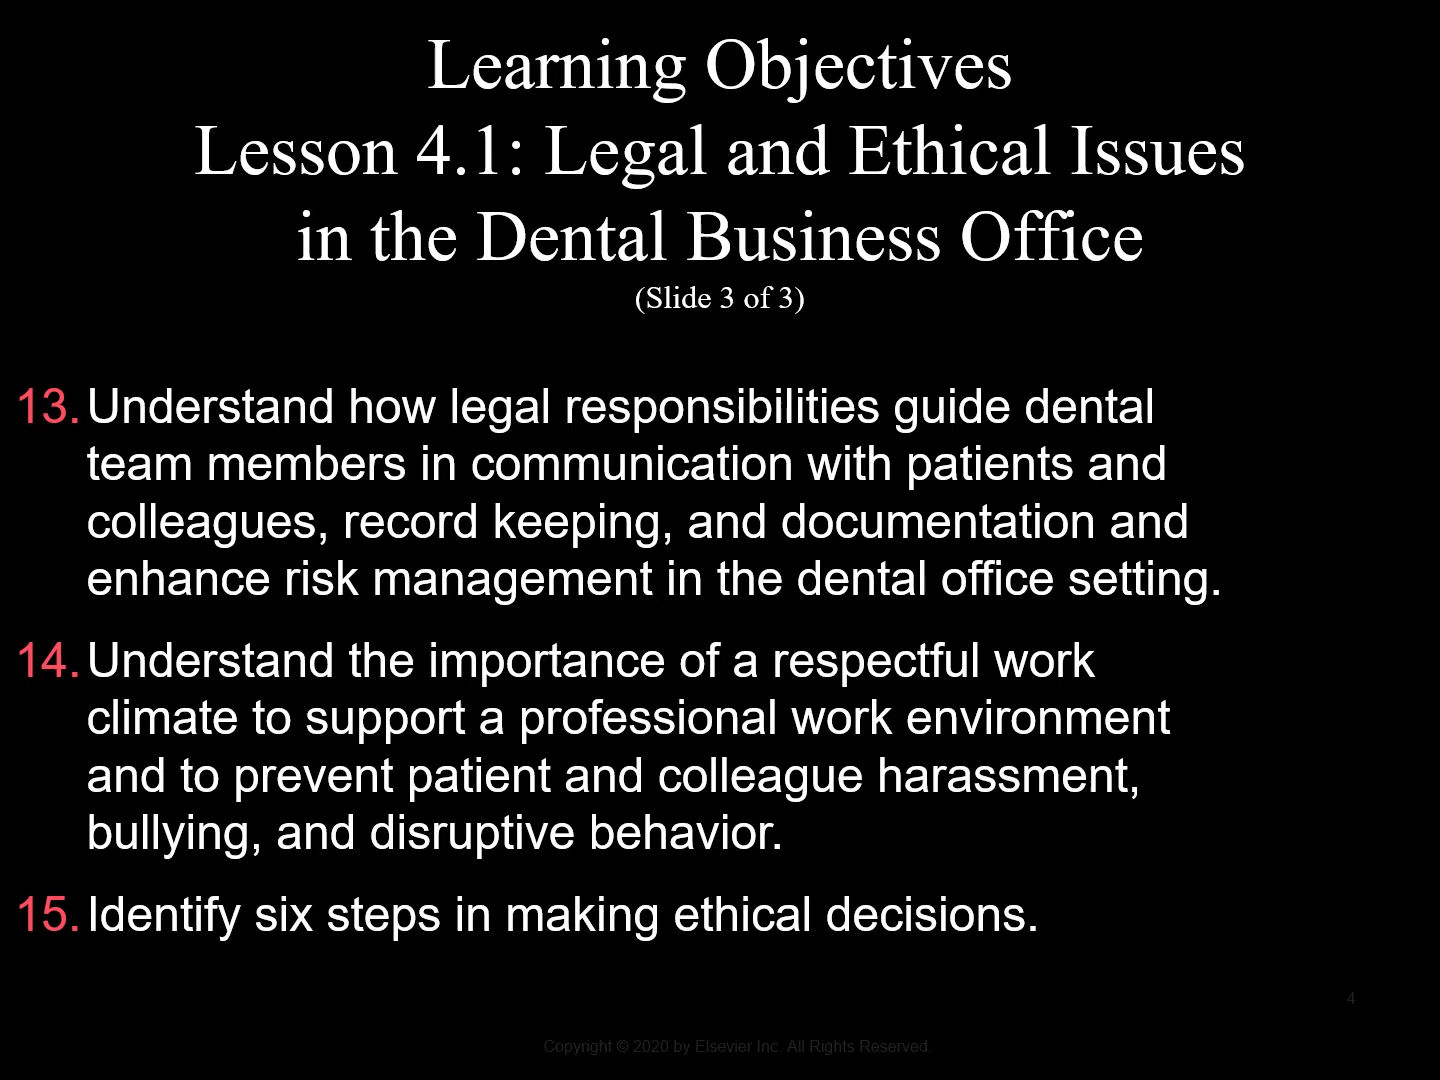 Learning Objectives
Lesson 4.1: Legal and Ethical Issues
in the Dental Business Office
(Slide 3 of 3)
13. Understand how legal responsibilities guide dental
team members in communication with patients and
colleagues, record keeping, and documentation and
enhance risk management in the dental office setting.
14. Understand the importance of a respectful work
climate to support a professional work environment
and to prevent patient and colleague harassment,
bullying, and disruptive behavior.
15. Identify six steps in making ethical decisions.
4
Copyright © 2020 by Elsevier Inc. All Rights Reserved.